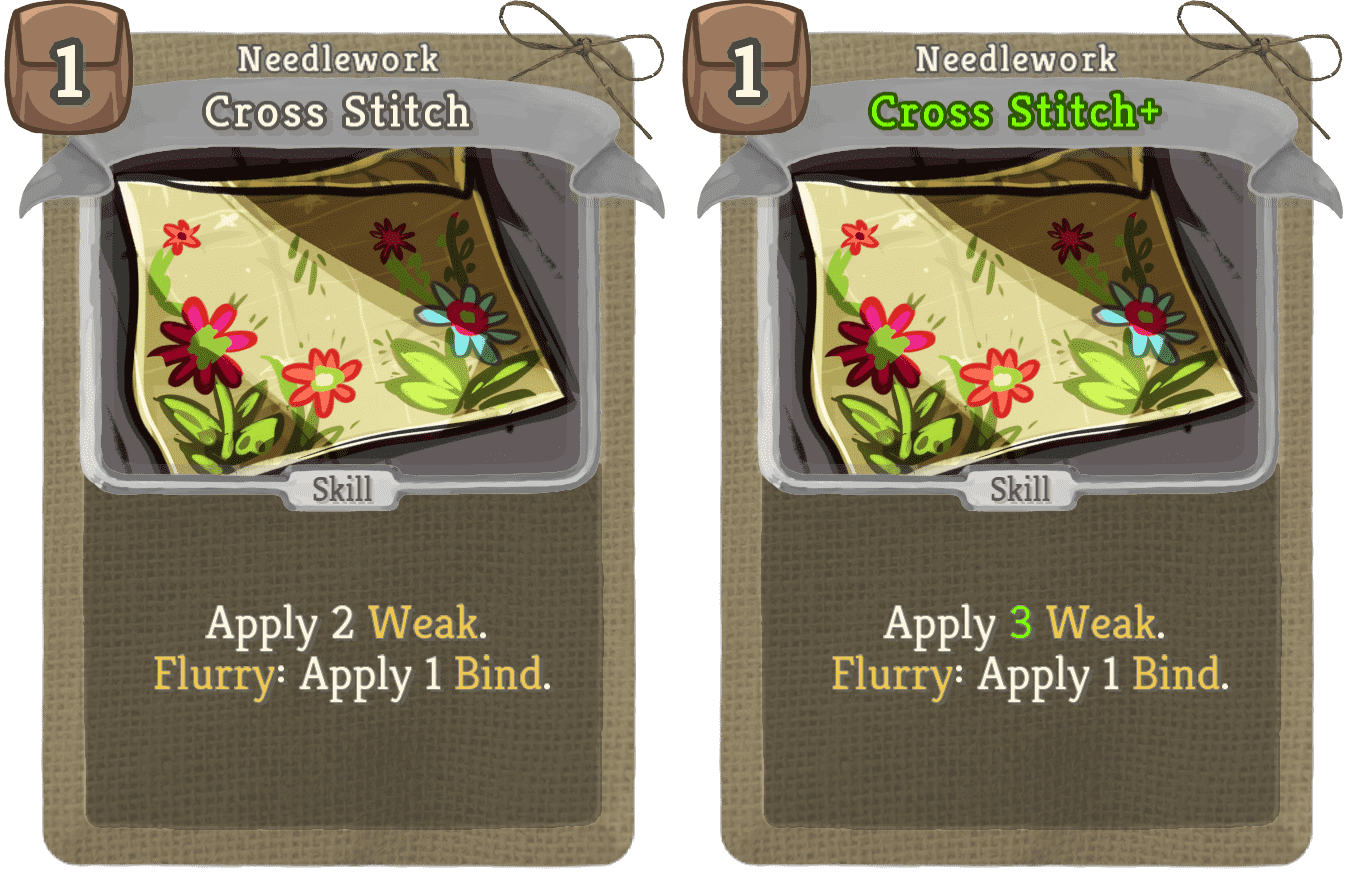 1
Needlework
Cross Stitch
Skill
Apply 2 Weak.
Flurry: Apply 1 Bind.
1
Needlework
Cross Stitch+
Skill
Apply 3 Weak.
Flurry: Apply 1 Bind.